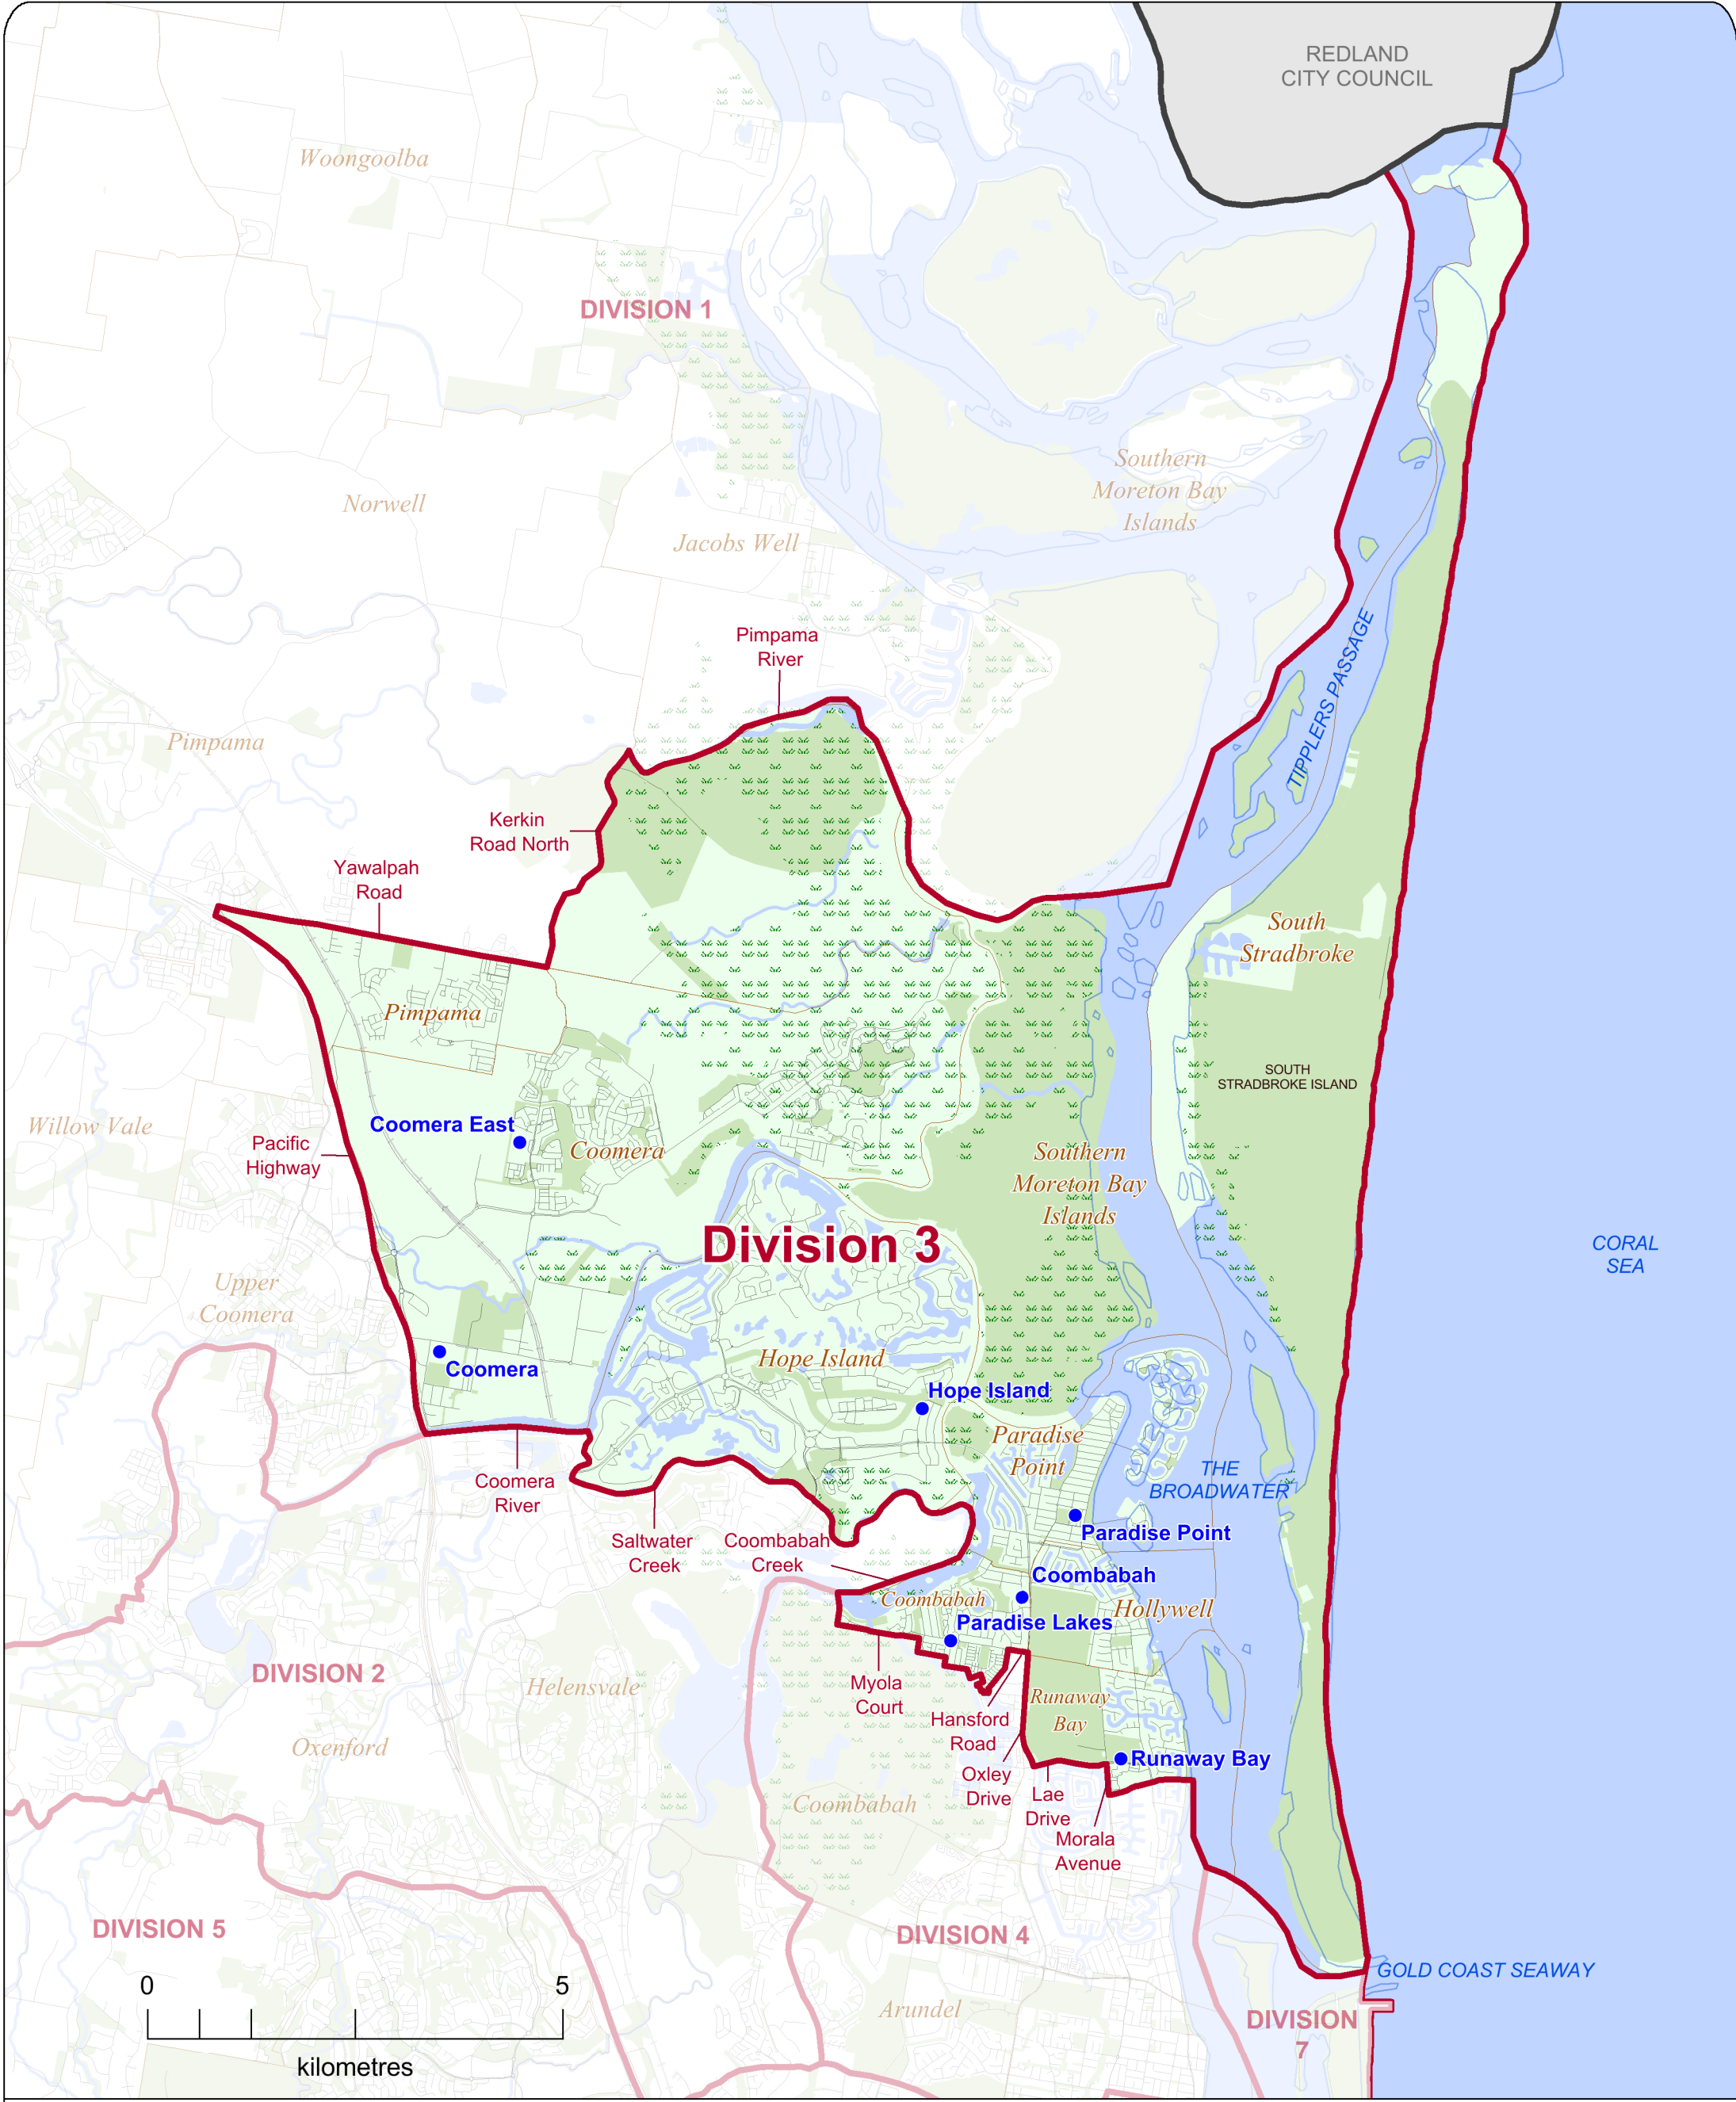 REDLAND
CITY COUNCIL
Woongoolba
DIVISION 1
Southern
Moreton Bay
Islands
Norwell
Jacobs Well
Pimpama
River
TIPPLERS PASSAGE
Pimpama
Kerkin
Road North
Yawalpah
Road
South
Stradbroke
Pimpama
SOUTH
STRADBROKE ISLAND
Coomera East
Willow Vale
Pacific
Highway
Coomera
Southern
Moreton Bay
Islands
Division 3
CORAL
SEA
Upper
Coomera
Hope Island
Coomera
Hope Island
Paradise
Point
THE
BROADWATER
Coomera
River
Saltwater
Creek
Coombabah
Creek
Paradise Point
Coombabah
Coombabah
Hollywell
Paradise Lakes
DIVISION 2
Helensvale
Myola
Court
Runaway
Bay
Hansford
Road
Oxenford
Runaway Bay
Oxley
Drive
Lae
Drive
Coombabah
Morala
Avenue
DIVISION 5
DIVISION 4
GOLD COAST SEAWAY
0
5
kilometres
Arundel
DIVISION
7